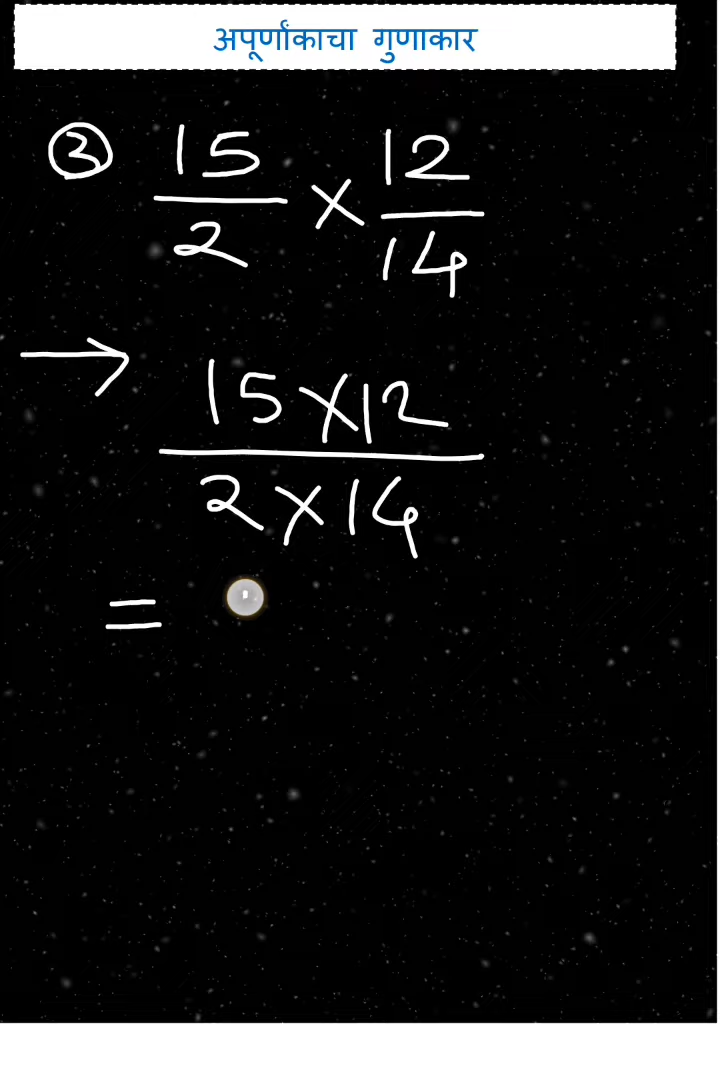 अपूर्णांकाचा गुणाकार
③ 15/2 × 12/14
→ 15×12/2×14
=